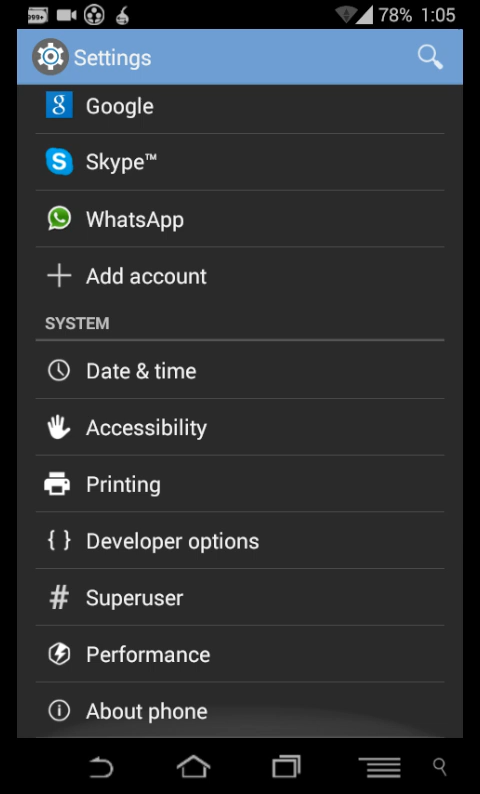 999+ 78% 1:05
Settings
Google
Skype™
WhatsApp
Add account
SYSTEM
Date & time
Accessibility
Printing
{ } Developer options
# Superuser
Performance
About phone